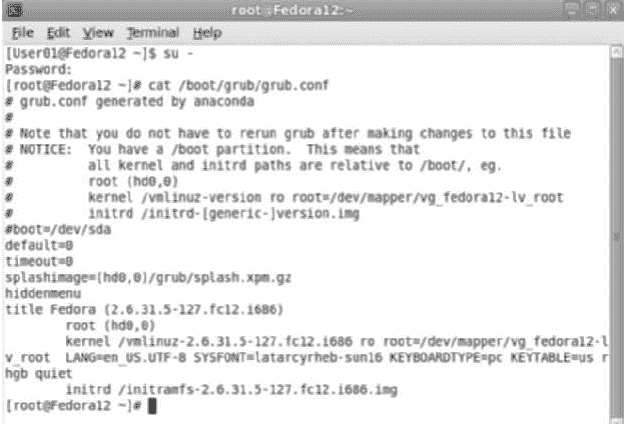 root@Fedora12:~
File Edit View Terminal Help
[User01@Fedora12 ~]$ su -
Password:
[root@Fedora12 ~]# cat /boot/grub/grub.conf
# grub.conf generated by anaconda
#
# Note that you do not have to rerun grub after making changes to this file
# NOTICE:  You have a /boot partition.  This means that
#          all kernel and initrd paths are relative to /boot/, eg.
#          root (hd0,0)
#          kernel /vmlinuz-version ro root=/dev/mapper/vg_fedora12-lv_root
#          initrd /initrd-[generic-]version.img
#boot=/dev/sda
default=0
timeout=0
splashimage=(hd0,0)/grub/splash.xpm.gz
hiddenmenu
title Fedora (2.6.31.5-127.fc12.i686)
        root (hd0,0)
        kernel /vmlinuz-2.6.31.5-127.fc12.i686 ro root=/dev/mapper/vg_fedora12-l
v_root  LANG=en_US.UTF-8 SYSFONT=latarcyrheb-sun16 KEYBOARDTYPE=pc KEYTABLE=us r
hgb quiet
        initrd /initramfs-2.6.31.5-127.fc12.i686.img
[root@Fedora12 ~]#